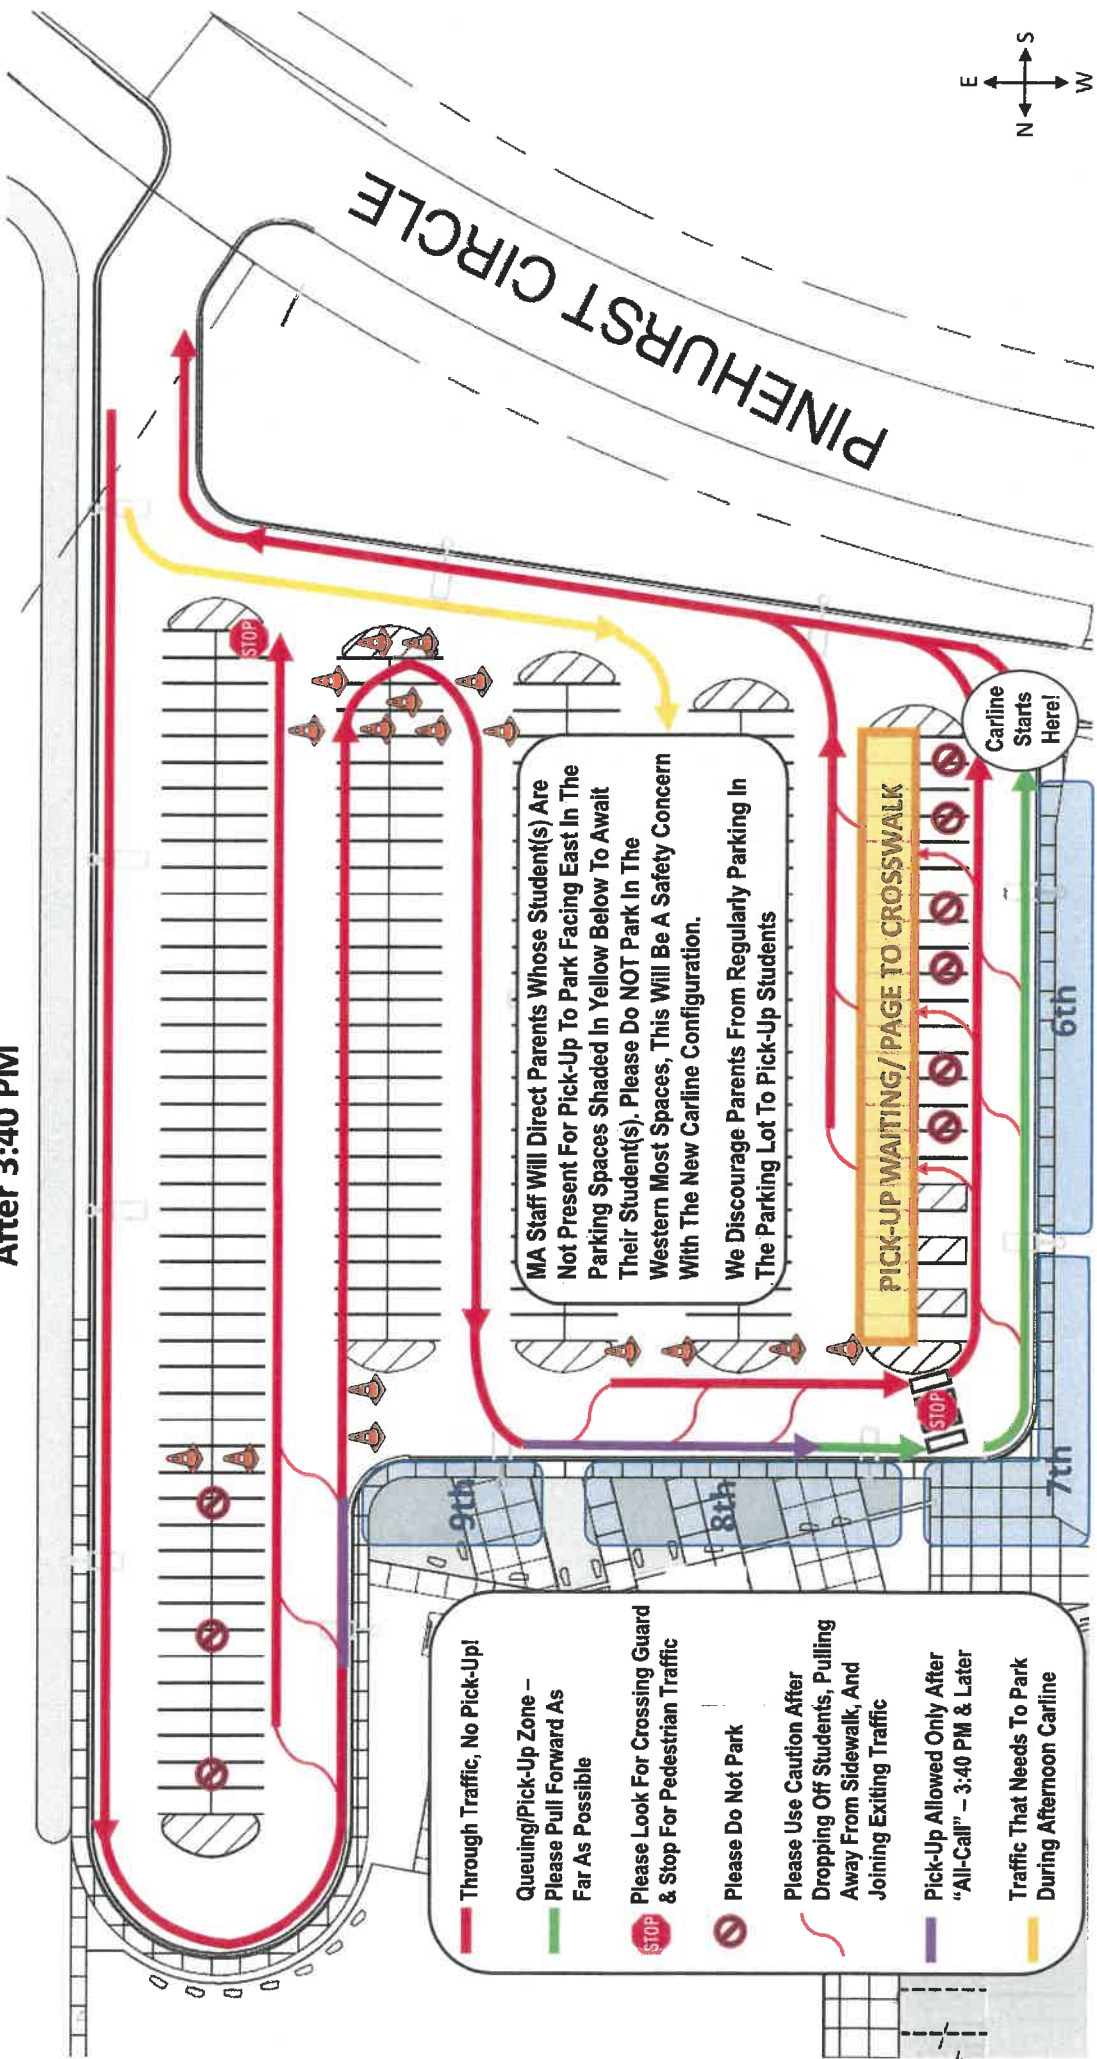 After 3:40 PM
PINEHURST CIRCLE
E
N
S
W
STOP
MA Staff Will Direct Parents Whose Student(s) Are
Not Present For Pick-Up To Park Facing East In The
Parking Spaces Shaded In Yellow Below To Await
Their Student(s). Please Do NOT Park In The
Western Most Spaces, This Will Be A Safety Concern
With The New Carline Configuration.
We Discourage Parents From Regularly Parking In
The Parking Lot To Pick-Up Students
PICK-UP WAITING/PAGE TO CROSSWALK
Carline
Starts
Here!
STOP
9th
8th
7th
6th
Through Traffic, No Pick-Up!
Queuing/Pick-Up Zone –
Please Pull Forward As
Far As Possible
STOP
Please Look For Crossing Guard
& Stop For Pedestrian Traffic
Please Do Not Park
Please Use Caution After
Dropping Off Students, Pulling
Away From Sidewalk, And
Joining Exiting Traffic
Pick-Up Allowed Only After
“All-Call” – 3:40 PM & Later
Traffic That Needs To Park
During Afternoon Carline